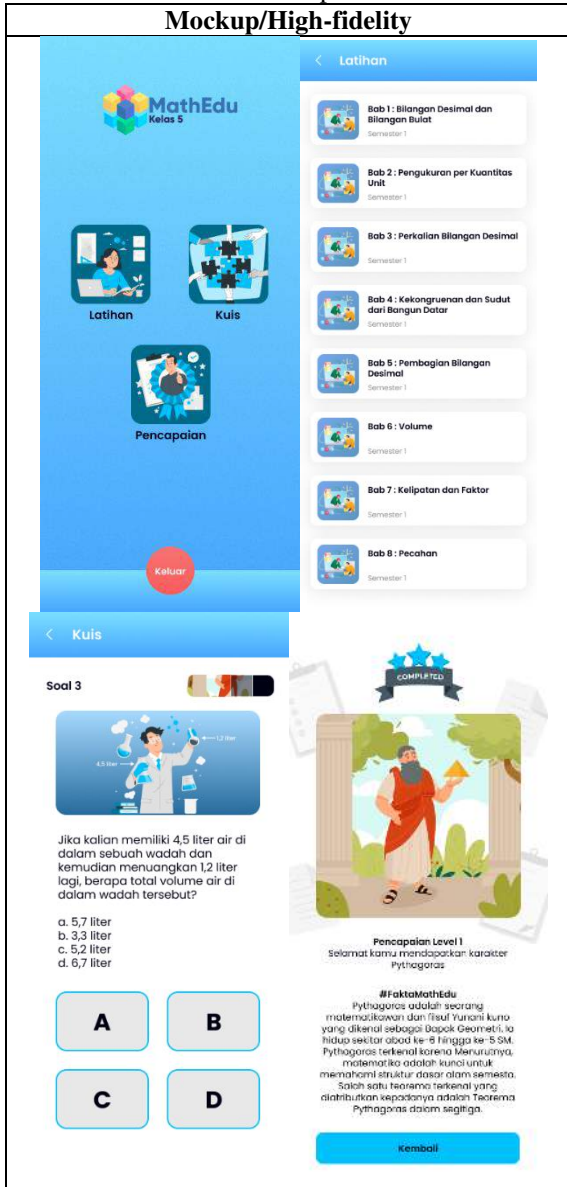 Mockup/High-fidelity
MathEdu
Kelas 5
Latihan
Kuis
Pencapaian
Keluar
Latihan
Bab 1 : Bilangan Desimal dan
Bilangan Bulat
Semester 1
Bab 2 : Pengukuran per Kuantitas
Unit
Semester 1
Bab 3 : Perkalian Bilangan Desimal
Semester 1
Bab 4 : Kekongruenan dan Sudut
dari Bangun Datar
Semester 1
Bab 5 : Pembagian Bilangan
Desimal
Semester 1
Bab 6 : Volume
Semester 1
Bab 7 : Kelipatan dan Faktor
Semester 1
Bab 8 : Pecahan
Semester 1
Kuis
Soal 3
1,2 liter
4,5 liter
Jika kalian memiliki 4,5 liter air di
dalam sebuah wadah dan
kemudian menuangkan 1,2 liter
lagi, berapa total volume air di
dalam wadah tersebut?
a. 5,7 liter
b. 3,3 liter
c. 5,2 liter
d. 6,7 liter
A
B
C
D
COMPLETED
Pencapaian Level 1
Selamat kamu mendapatkan karakter
Pythagoras
#FaktaMathEdu
Pythagoras adalah seorang
matematikawan dan filsuf Yunani kuno
yang dikenal sebagai Bapak Geometri. Ia
hidup sekitar abad ke-6 hingga ke-5 SM.
Pythagoras terkenal karena Menurutnya,
matematika adalah kunci untuk
memahami struktur dasar alam semesta.
Salah satu teorema terkenal yang
diatributkan kepadanya adalah Teorema
Pythagoras dalam segitiga.
Kembali